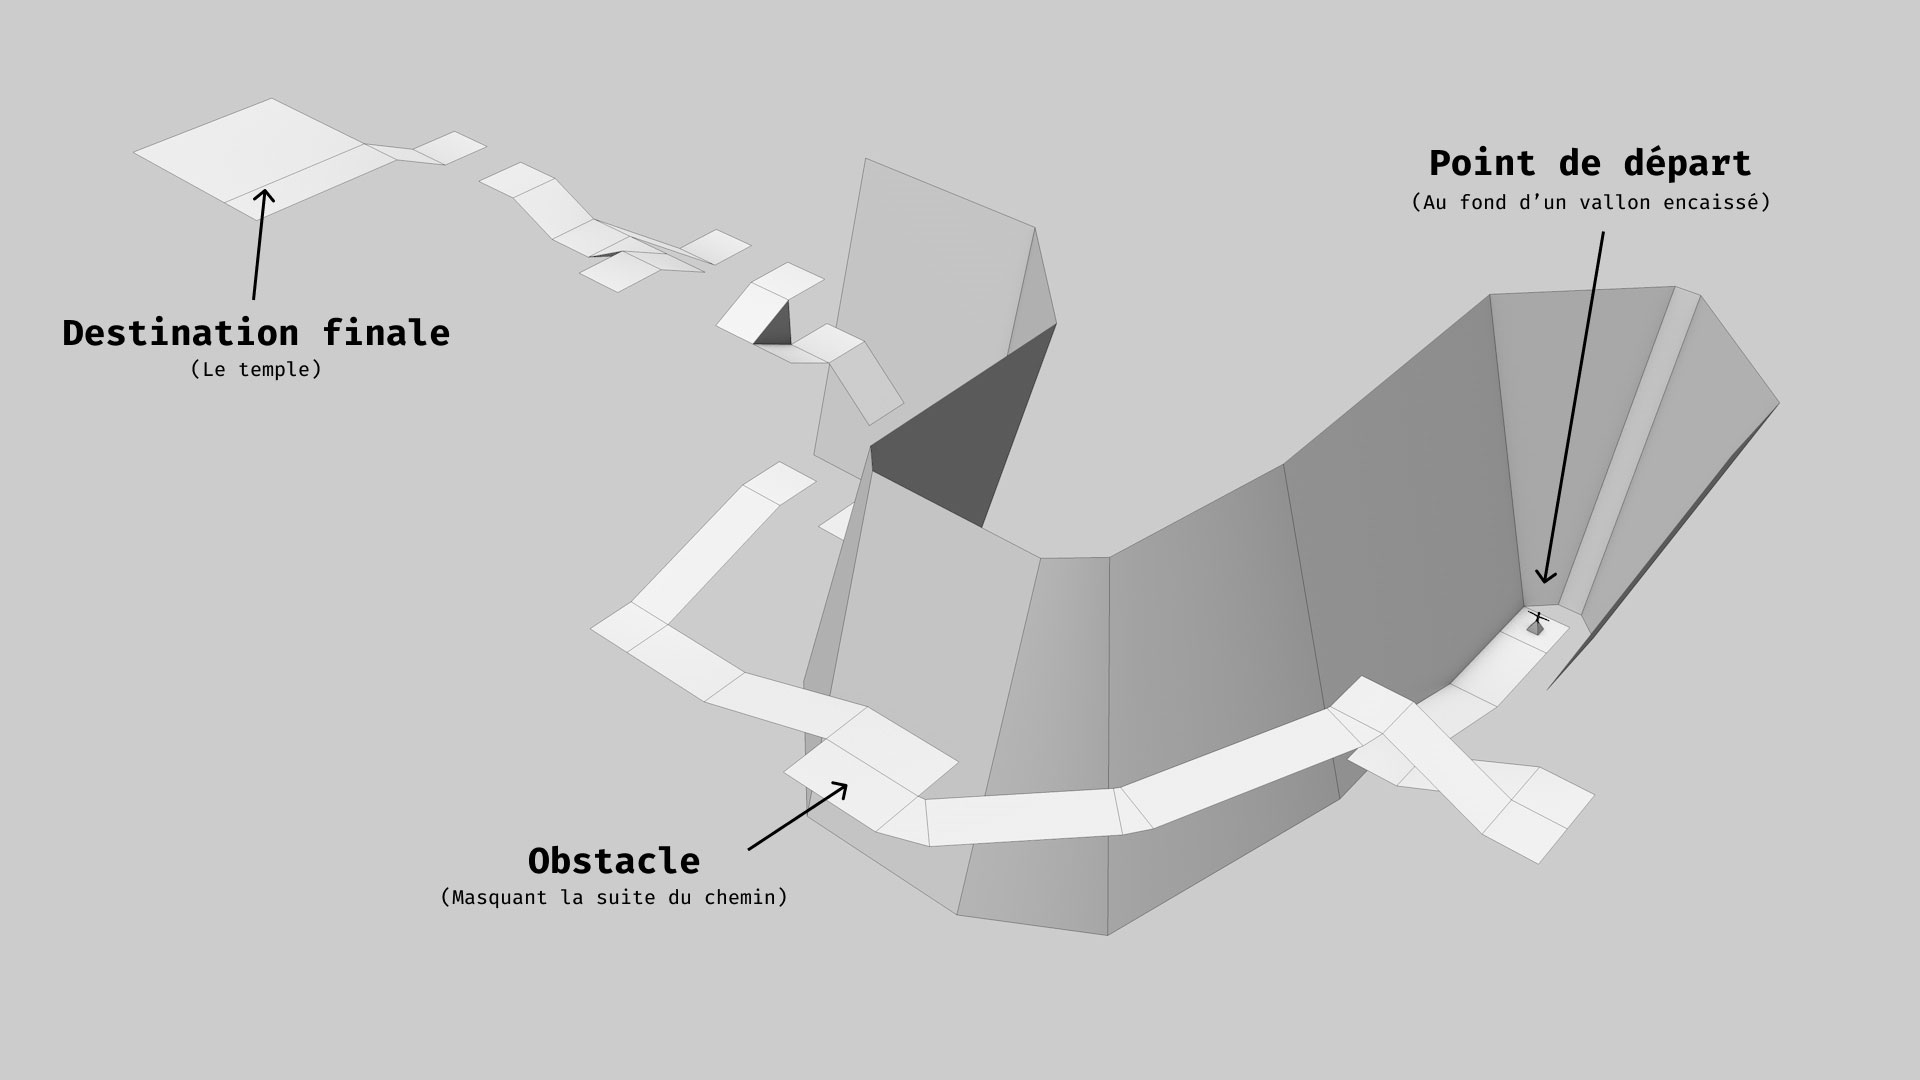 Point de départ
(Au fond d’un vallon encaissé)
Destination finale
(Le temple)
Obstacle
(Masquant la suite du chemin)